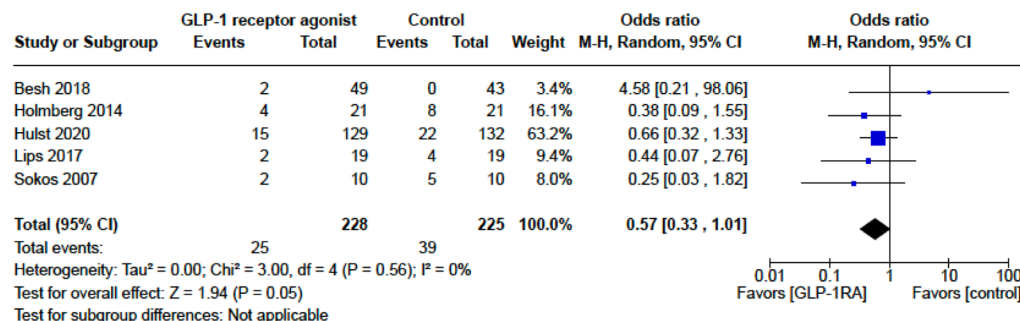 GLP-1 receptor agonist Control Odds ratio Odds ratio
Study or Subgroup Events Total Events Total Weight M-H, Random, 95% CI M-H, Random, 95% CI
Besh 2018 2 49 0 43 3.4% 4.58 [0.21 , 98.06]
Holmberg 2014 4 21 8 21 16.1% 0.38 [0.09 , 1.55]
Hulst 2020 15 129 22 132 63.2% 0.66 [0.32 , 1.33]
Lips 2017 2 19 4 19 9.4% 0.44 [0.07 , 2.76]
Sokos 2007 2 10 5 10 8.0% 0.25 [0.03 , 1.82]
Total (95% CI) 228 225 100.0% 0.57 [0.33 , 1.01]
Total events: 25 39
Heterogeneity: Tau² = 0.00; Chi² = 3.00, df = 4 (P = 0.56); I² = 0%
0.01 0.1 1 10 100
Test for overall effect: Z = 1.94 (P = 0.05)
Favors [GLP-1RA] Favors [control]
Test for subgroup differences: Not applicable